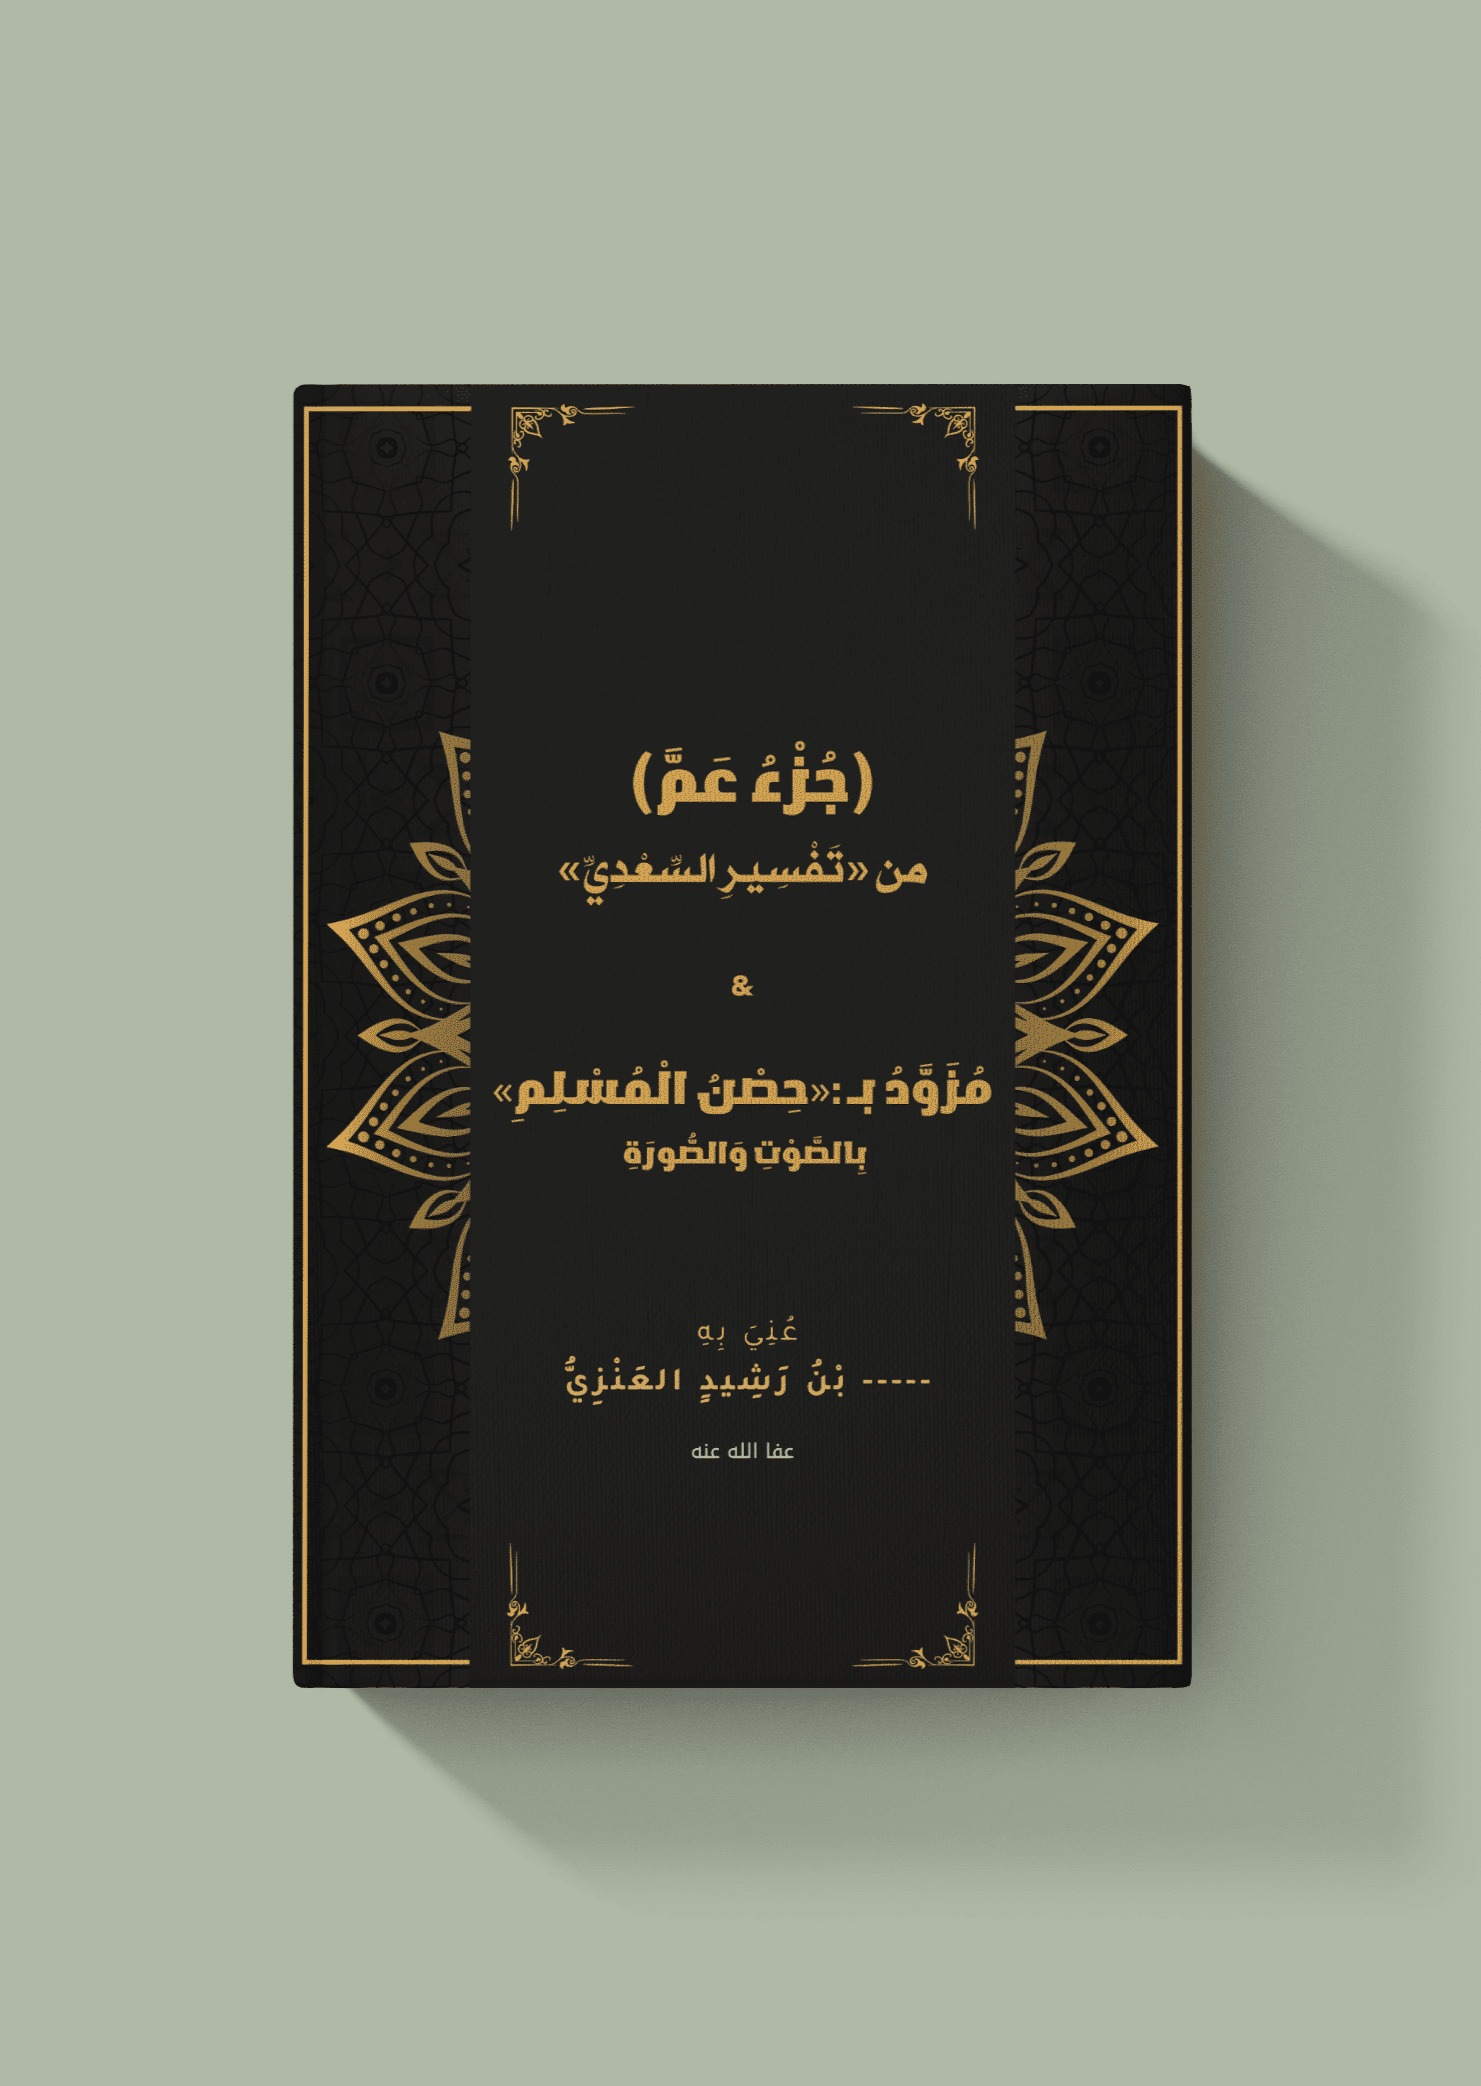 (جُزْءُ عَمَّ)
من «تَفْسِيرِ السِّعْدِيِّ»
&
مُزَوَّدُ بـ :«حِصْنُ الْمُسْلِمِ»
بِالصَّوْتِ وَالصُّورَةِ
عُنِيَ بِهِ
----- بْنُ رَشِيدٍ العَنْزِيُّ
عفا الله عنه